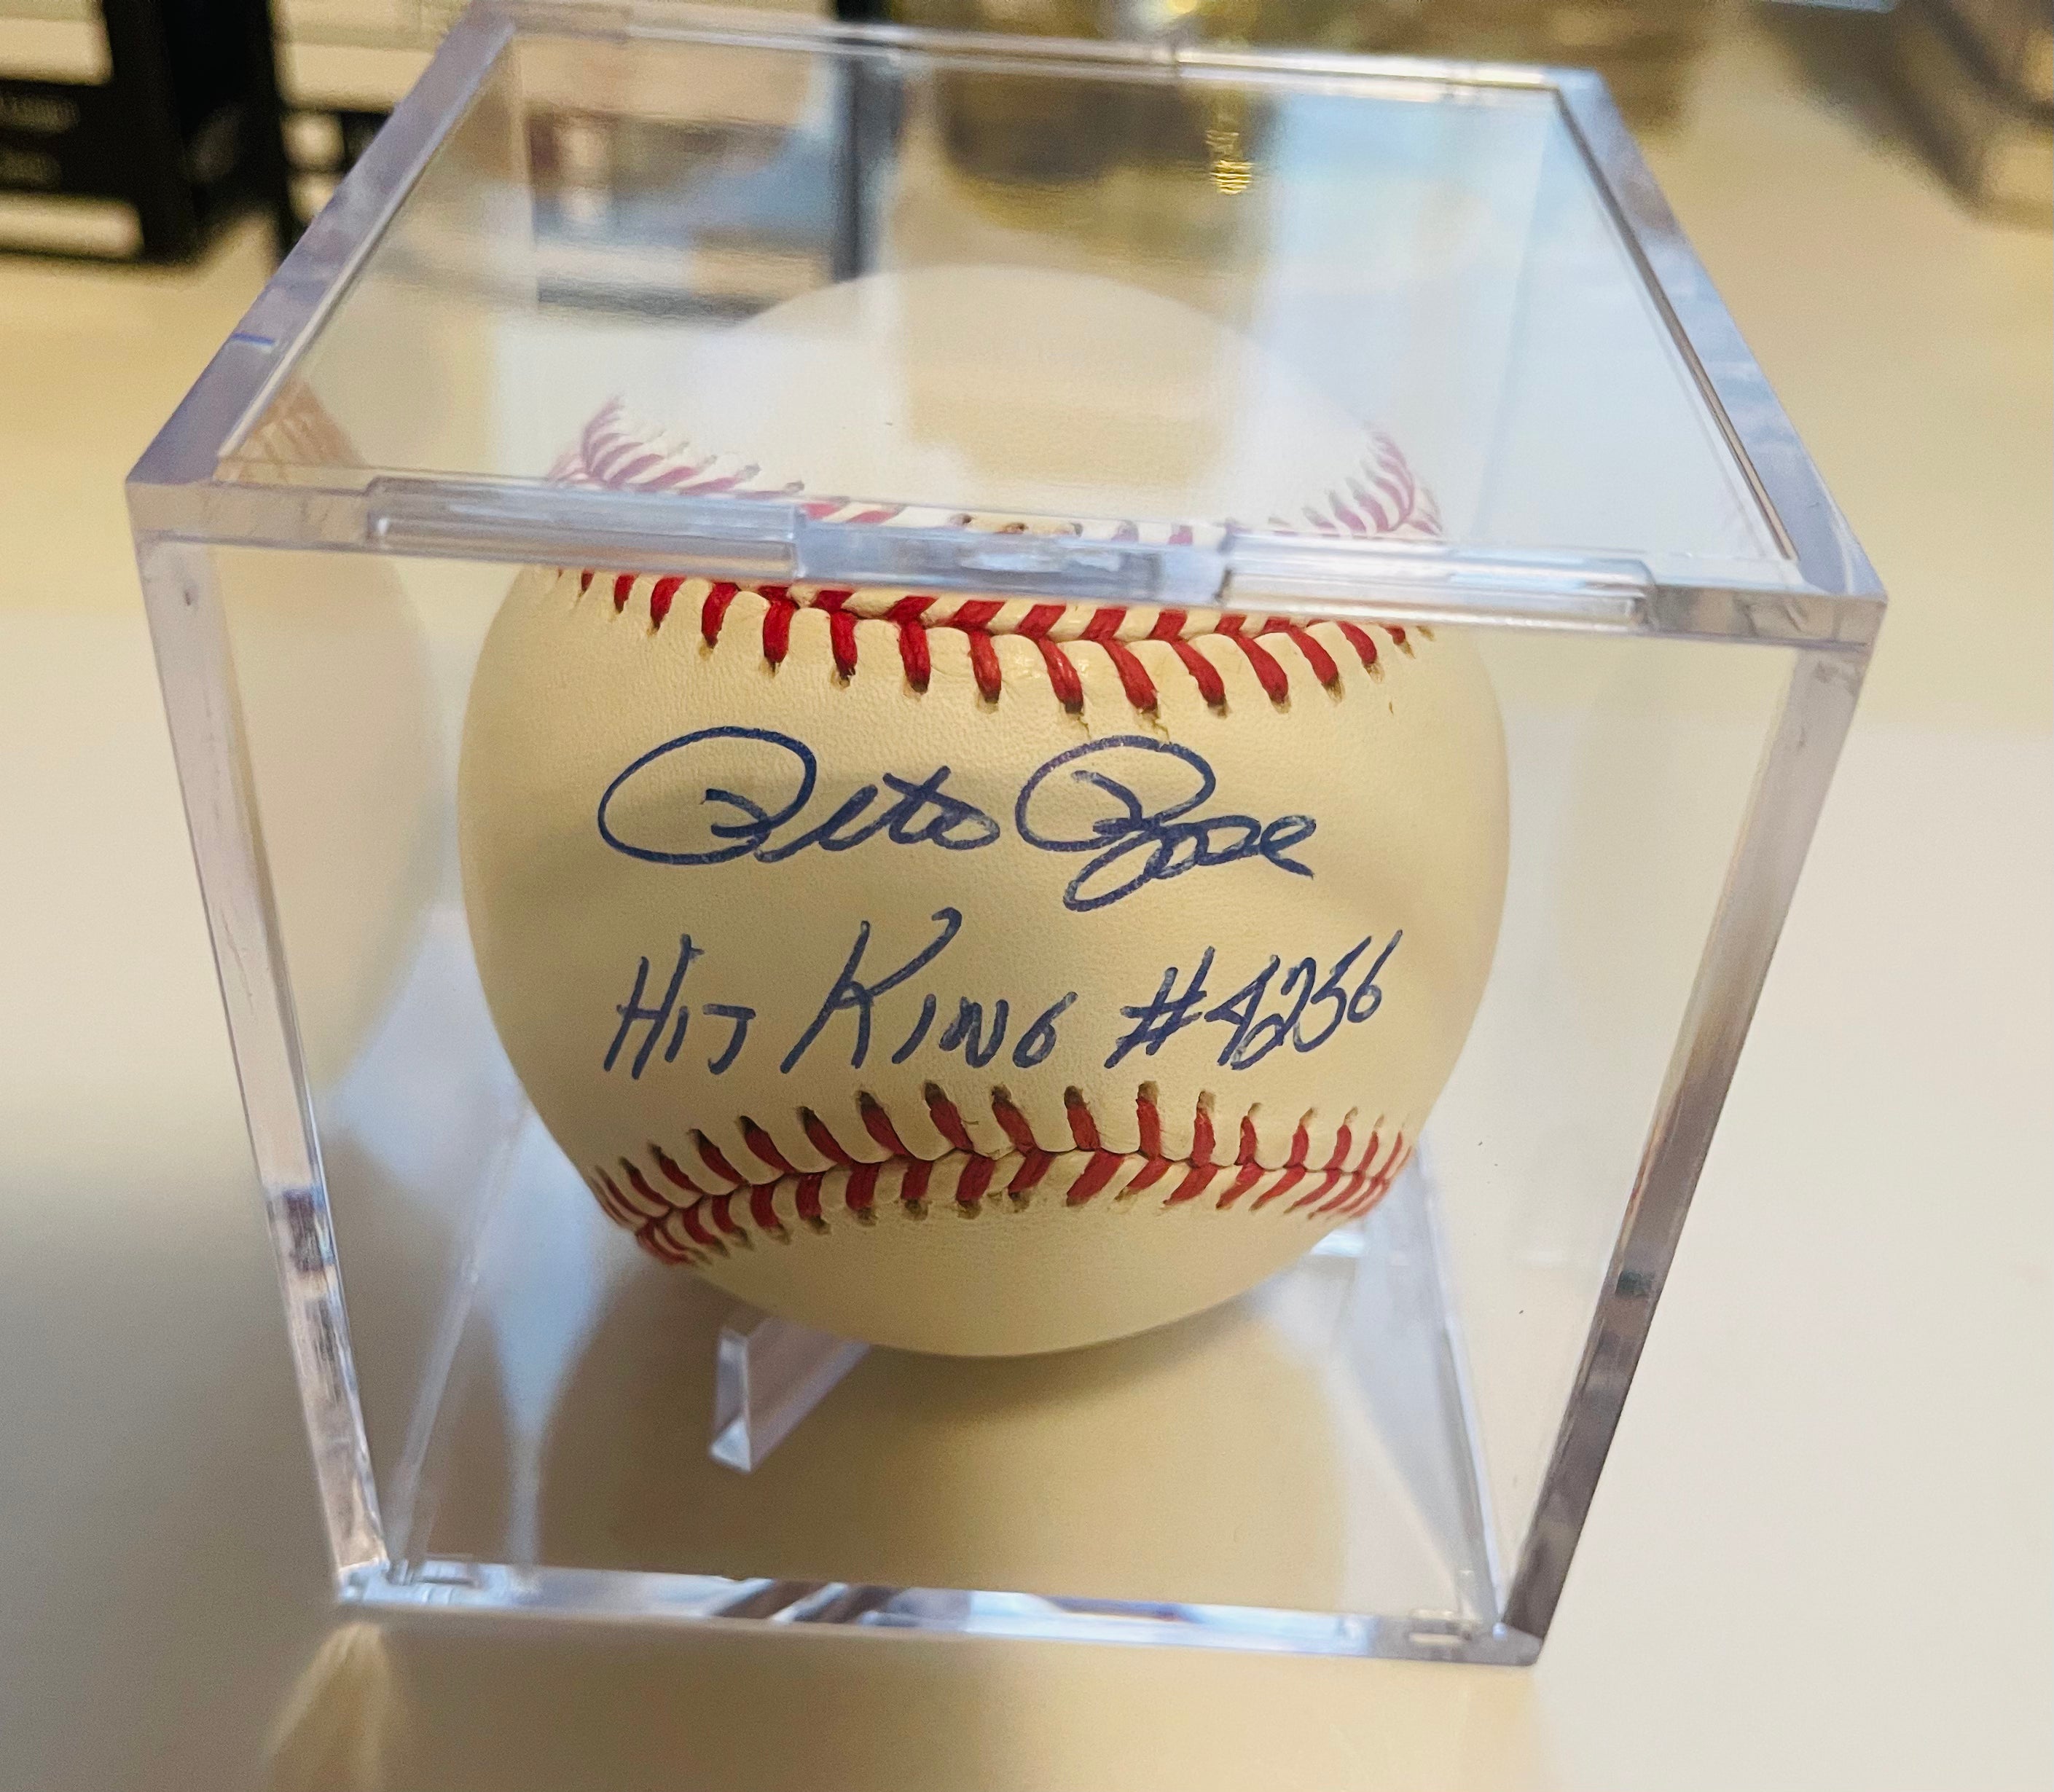 Pete Rose
Hit King #4256